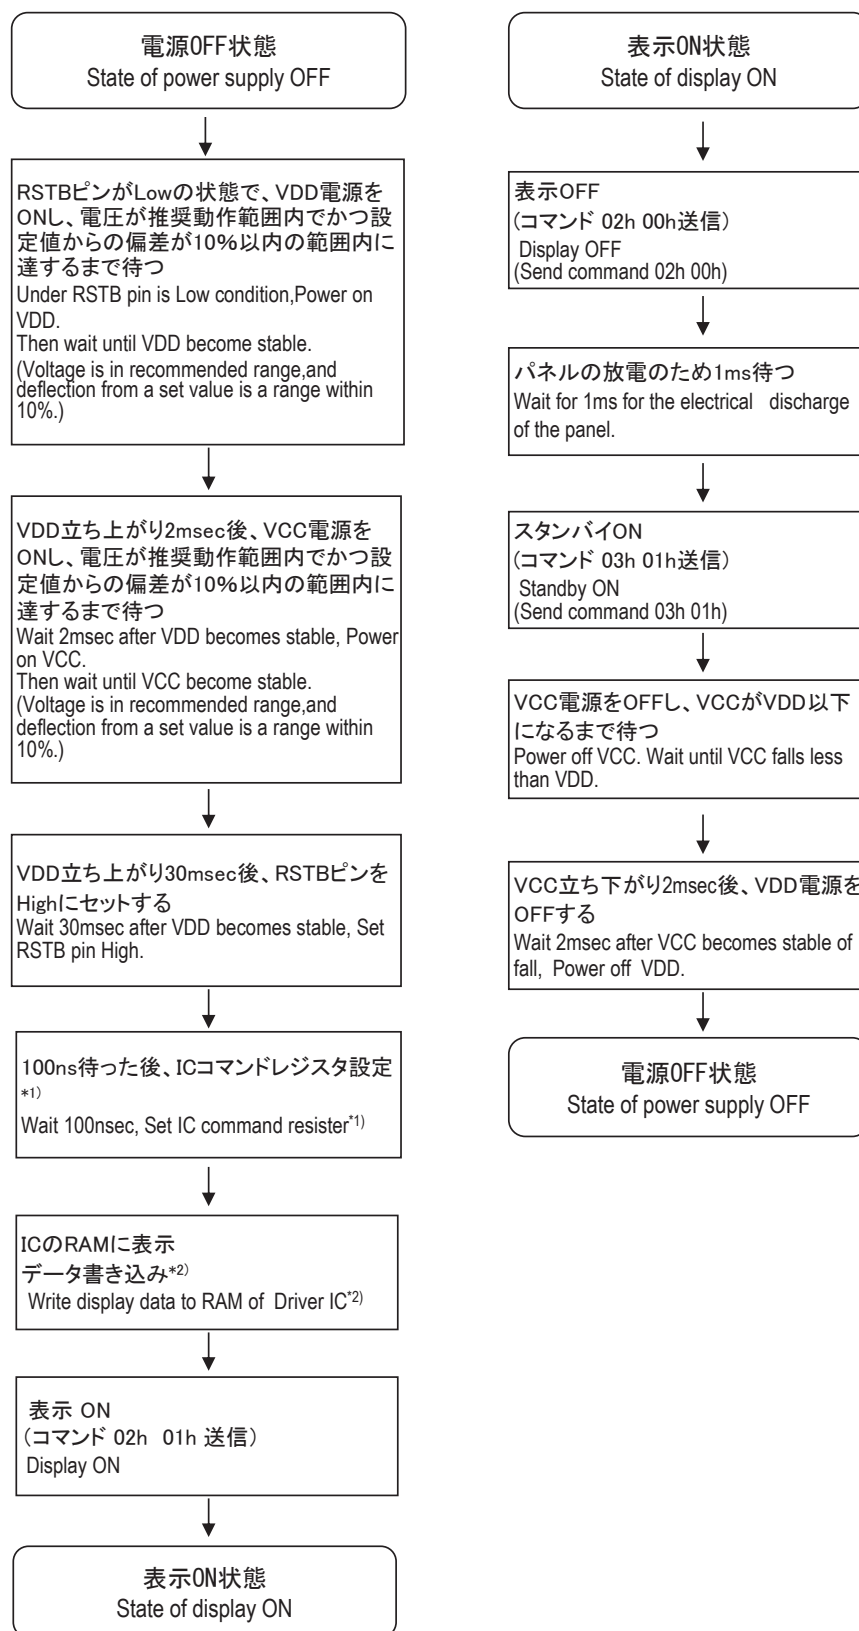 電源OFF状態
State of power supply OFF
RSTBピンがLowの状態で、VDD電源を
ONし、電圧が推奨動作範囲内でかつ設
定値からの偏差が10%以内の範囲内に
達するまで待つ
Under RSTB pin is Low condition,Power on
VDD.
Then wait until VDD become stable.
(Voltage is in recommended range,and
deflection from a set value is a range within
10%.)
VDD立ち上がり2msec後、VCC電源を
ONし、電圧が推奨動作範囲内でかつ設
定値からの偏差が10%以内の範囲内に
達するまで待つ
Wait 2msec after VDD becomes stable, Power
on VCC.
Then wait until VCC become stable.
(Voltage is in recommended range,and
deflection from a set value is a range within
10%.)
VDD立ち上がり30msec後、RSTBピンを
Highにセットする
Wait 30msec after VDD becomes stable, Set
RSTB pin High.
100ns待った後、ICコマンドレジスタ設定
*1)
Wait 100nsec, Set IC command resister*1)
ICのRAMに表示
データ書き込み*2)
Write display data to RAM of Driver IC*2)
表示 ON
(コマンド 02h 01h 送信)
Display ON
表示ON状態
State of display ON
表示ON状態
State of display ON
表示OFF
(コマンド 02h 00h送信)
Display OFF
(Send command 02h 00h)
パネルの放電のため1ms待つ
Wait for 1ms for the electrical discharge
of the panel.
スタンバイON
(コマンド 03h 01h送信)
Standby ON
(Send command 03h 01h)
VCC電源をOFFし、VCCがVDD以下
になるまで待つ
Power off VCC. Wait until VCC falls less
than VDD.
VCC立ち下がり2msec後、VDD電源を
OFFする
Wait 2msec after VCC becomes stable of
fall, Power off VDD.
電源OFF状態
State of power supply OFF